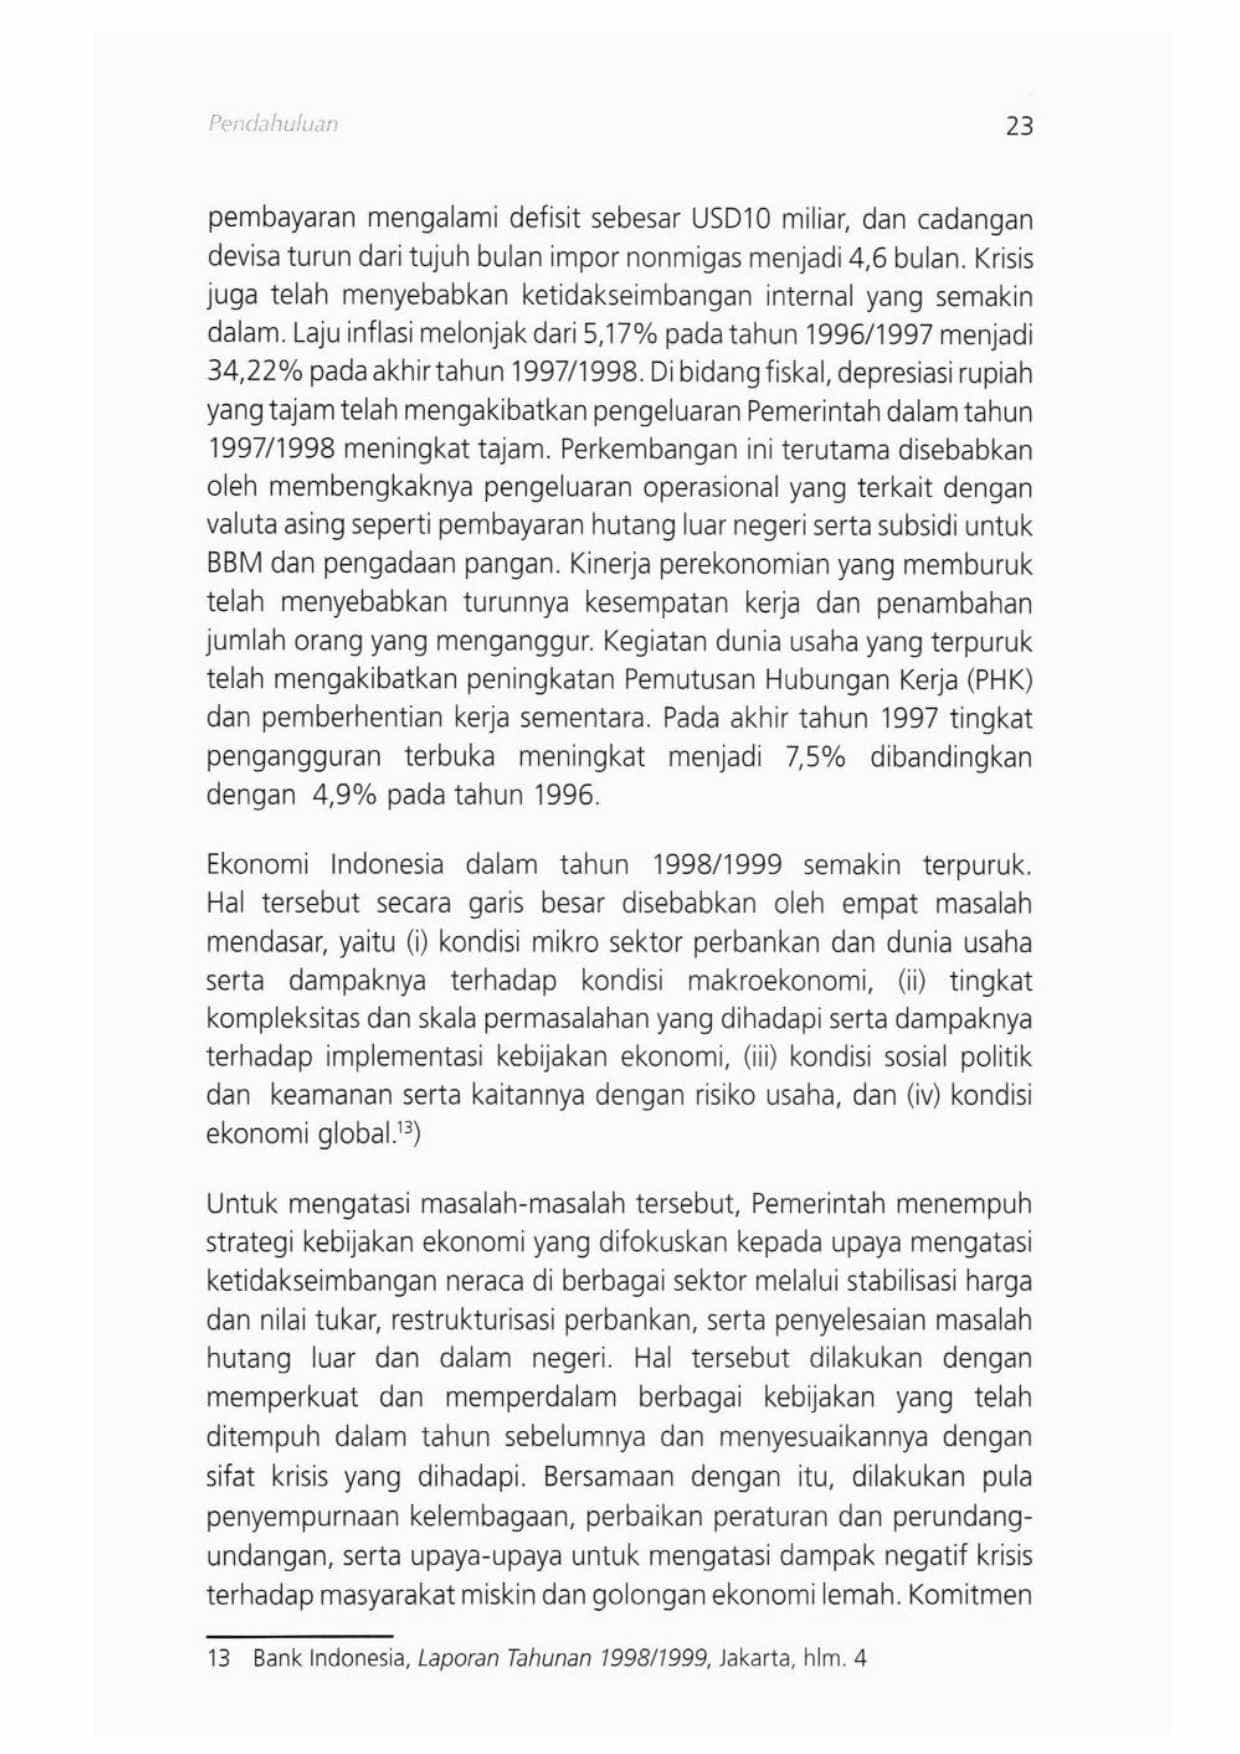 Pendahuluan 23
pembayaran mengalami defisit sebesar USD10 miliar, dan cadangan
devisa turun dari tujuh bulan impor nonmigas menjadi 4,6 bulan. Krisis
juga telah menyebabkan ketidakseimbangan internal yang semakin
dalam. Laju inflasi melonjak dari 5,17% pada tahun 1996/1997 menjadi
34,22% pada akhir tahun 1997/1998. Di bidang fiskal, depresiasi rupiah
yang tajam telah mengakibatkan pengeluaran Pemerintah dalam tahun
1997/1998 meningkat tajam. Perkembangan ini terutama disebabkan
oleh membengkaknya pengeluaran operasional yang terkait dengan
valuta asing seperti pembayaran hutang luar negeri serta subsidi untuk
BBM dan pengadaan pangan. Kinerja perekonomian yang memburuk
telah menyebabkan turunnya kesempatan kerja dan penambahan
jumlah orang yang menganggur. Kegiatan dunia usaha yang terpuruk
telah mengakibatkan peningkatan Pemutusan Hubungan Kerja (PHK)
dan pemberhentian kerja sementara. Pada akhir tahun 1997 tingkat
pengangguran terbuka meningkat menjadi 7,5% dibandingkan
dengan 4,9% pada tahun 1996.
Ekonomi Indonesia dalam tahun 1998/1999 semakin terpuruk.
Hal tersebut secara garis besar disebabkan oleh empat masalah
mendasar, yaitu (i) kondisi mikro sektor perbankan dan dunia usaha
serta dampaknya terhadap kondisi makroekonomi, (ii) tingkat
kompleksitas dan skala permasalahan yang dihadapi serta dampaknya
terhadap implementasi kebijakan ekonomi, (iii) kondisi sosial politik
dan keamanan serta kaitannya dengan risiko usaha, dan (iv) kondisi
ekonomi global.¹³)
Untuk mengatasi masalah-masalah tersebut, Pemerintah menempuh
strategi kebijakan ekonomi yang difokuskan kepada upaya mengatasi
ketidakseimbangan neraca di berbagai sektor melalui stabilisasi harga
dan nilai tukar, restrukturisasi perbankan, serta penyelesaian masalah
hutang luar dan dalam negeri. Hal tersebut dilakukan dengan
memperkuat dan memperdalam berbagai kebijakan yang telah
ditempuh dalam tahun sebelumnya dan menyesuaikannya dengan
sifat krisis yang dihadapi. Bersamaan dengan itu, dilakukan pula
penyempurnaan kelembagaan, perbaikan peraturan dan perundang-
undangan, serta upaya-upaya untuk mengatasi dampak negatif krisis
terhadap masyarakat miskin dan golongan ekonomi lemah. Komitmen
13 Bank Indonesia, Laporan Tahunan 1998/1999, Jakarta, hlm. 4